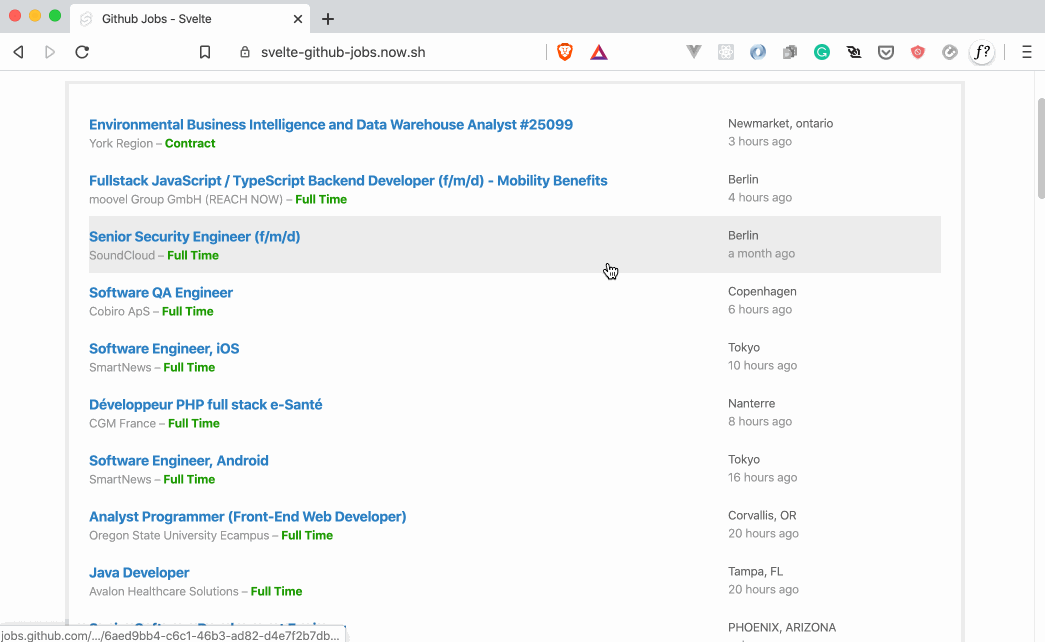 Github Jobs - Svelte
svelte-github-jobs.now.sh
f?
Environmental Business Intelligence and Data Warehouse Analyst #25099
Newmarket, ontario
York Region – Contract
3 hours ago
Fullstack JavaScript / TypeScript Backend Developer (f/m/d) - Mobility Benefits
Berlin
moovel Group GmbH (REACH NOW) – Full Time
4 hours ago
Senior Security Engineer (f/m/d)
Berlin
SoundCloud – Full Time
a month ago
Software QA Engineer
Copenhagen
Cobiro ApS – Full Time
6 hours ago
Software Engineer, iOS
Tokyo
SmartNews – Full Time
10 hours ago
Développeur PHP full stack e-Santé
Nanterre
CGM France – Full Time
8 hours ago
Software Engineer, Android
Tokyo
SmartNews – Full Time
16 hours ago
Analyst Programmer (Front-End Web Developer)
Corvallis, OR
Oregon State University Ecampus – Full Time
20 hours ago
Java Developer
Tampa, FL
Avalon Healthcare Solutions – Full Time
20 hours ago
PHOENIX, ARIZONA
jobs.github.com/.../6aed9bb4-c6c1-46b3-ad82-d4e7f2b7db...